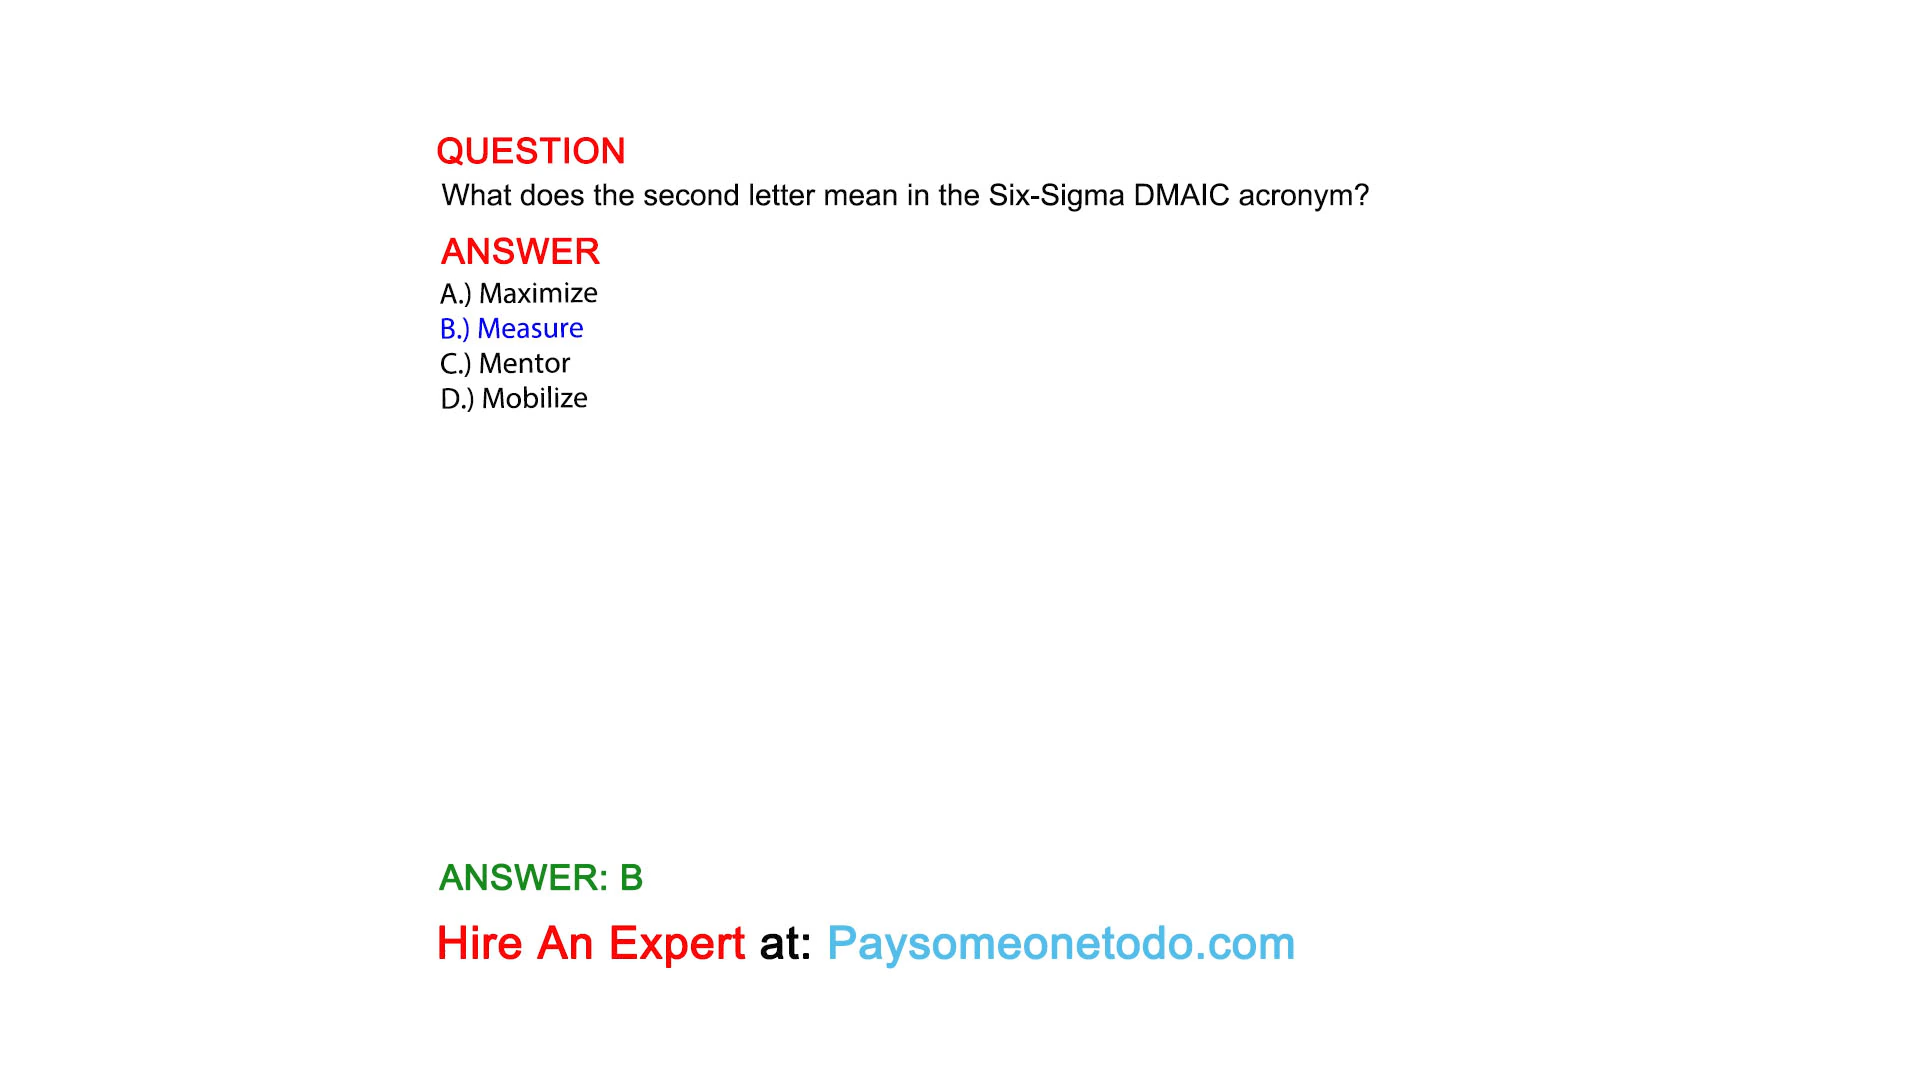 QUESTION
What does the second letter mean in the Six-Sigma DMAIC acronym?
ANSWER
A.) Maximize
B.) Measure
C.) Mentor
D.) Mobilize
ANSWER: B
Hire An Expert at: Paysomeonetodo.com